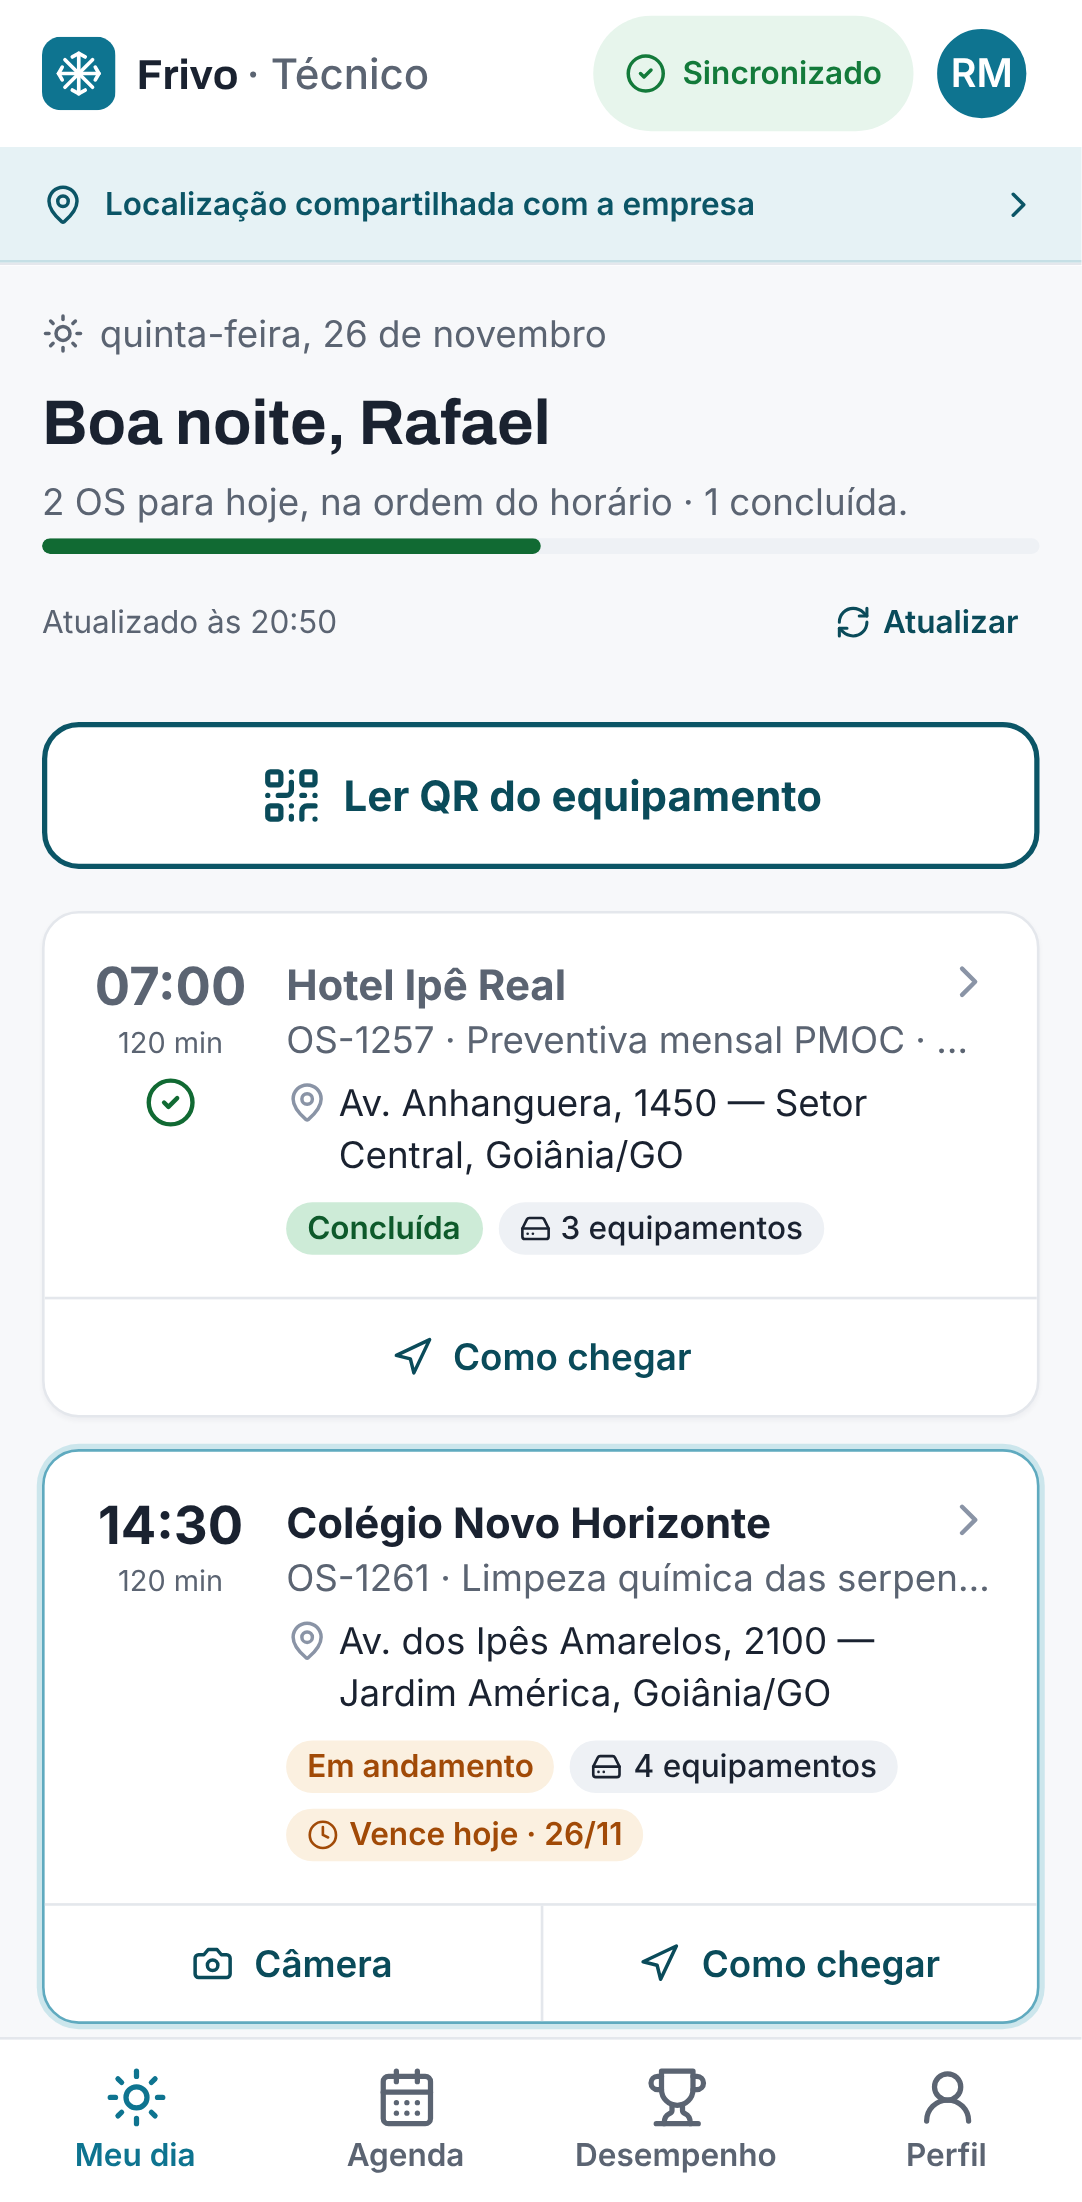 Frivo · Técnico
Sincronizado
RM
Localização compartilhada com a empresa
quinta-feira, 26 de novembro
Boa noite, Rafael
2 OS para hoje, na ordem do horário · 1 concluída.
Atualizado às 20:50
Atualizar
Ler QR do equipamento
07:00
120 min
Hotel Ipê Real
OS-1257 · Preventiva mensal PMOC · ...
Av. Anhanguera, 1450 — Setor
Central, Goiânia/GO
Concluída
3 equipamentos
Como chegar
14:30
120 min
Colégio Novo Horizonte
OS-1261 · Limpeza química das serpen...
Av. dos Ipês Amarelos, 2100 —
Jardim América, Goiânia/GO
Em andamento
4 equipamentos
Vence hoje · 26/11
Câmera
Como chegar
Meu dia
Agenda
Desempenho
Perfil